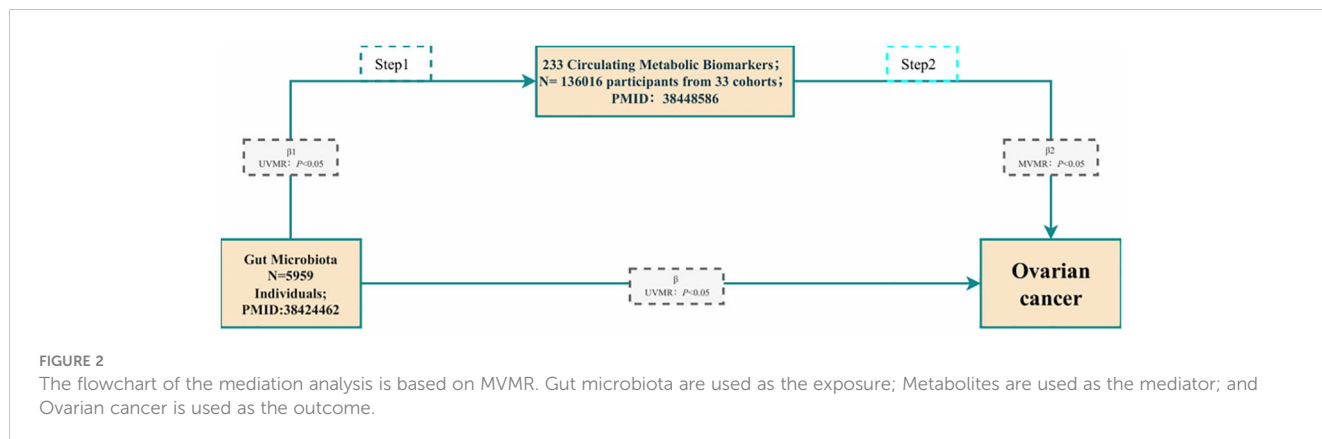 Step1
233 Circulating Metabolic Biomarkers;
N= 136016 participants from 33 cohorts;
PMID: 38448586
Step2
β1
UVMR: P<0.05
β2
MVMR: P<0.05
Gut Microbiota
N=5959
Individuals;
PMID:38424462
β
UVMR: P<0.05
Ovarian
cancer
FIGURE 2
The flowchart of the mediation analysis is based on MVMR. Gut microbiota are used as the exposure; Metabolites are used as the mediator; and
Ovarian cancer is used as the outcome.